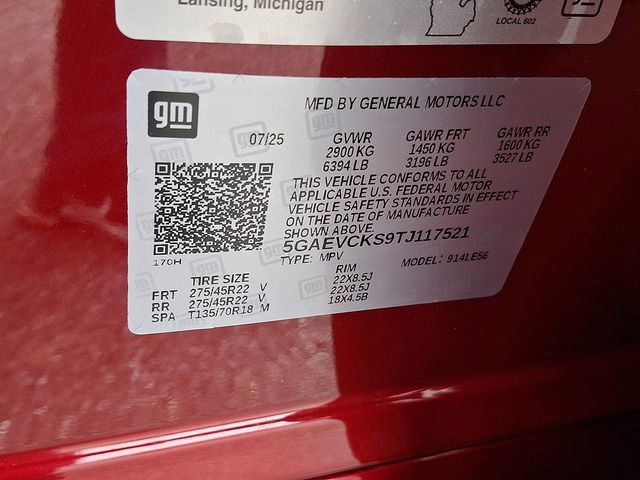 Lansing, Michigan
LOCAL 602
gm
MFD BY GENERAL MOTORS LLC
07/25
GVWR GAWR FRT GAWR RR
2900 KG 1450 KG 1600 KG
6394 LB 3196 LB 3527 LB
THIS VEHICLE CONFORMS TO ALL
APPLICABLE U.S. FEDERAL MOTOR
VEHICLE SAFETY STANDARDS IN EFFECT
ON THE DATE OF MANUFACTURE
SHOWN ABOVE.
5GAEVCKS9TJ117521
170H
TYPE: MPV MODEL: 914LE56
TIRE SIZE RIM
FRT 275/45R22 V 22X8.5J
RR 275/45R22 V 22X8.5J
SPA T135/70R18 M 18X4.5B